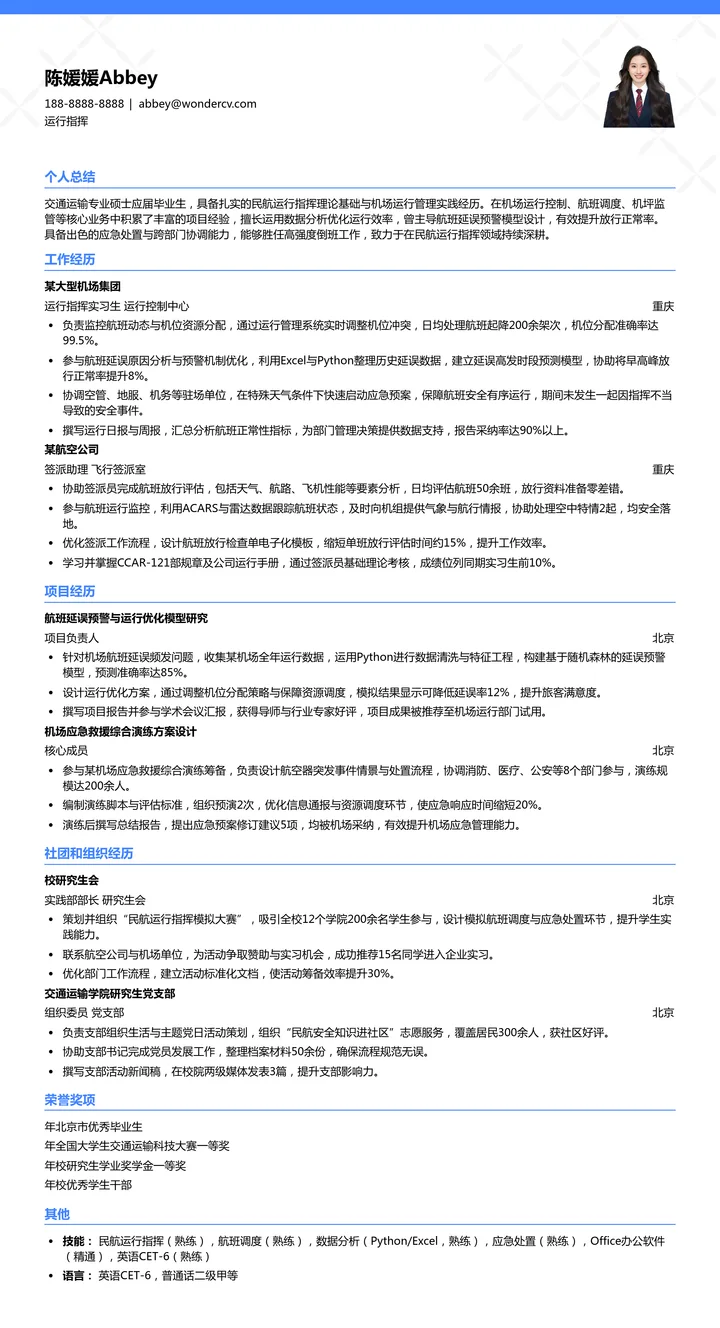 陈媛媛Abbey
188-8888-8888 | abbey@wondercv.com
运行指挥
个人总结
交通运输专业硕士应届毕业生，具备扎实的民航运行指挥理论基础与机场运行管理实践经历。在机场运行控制、航班调度、机坪监
管等核心业务中积累了丰富的项目经验，擅长运用数据分析优化运行效率，曾主导航班延误预警模型设计，有效提升放行正常率。
具备出色的应急处置与跨部门协调能力，能够胜任高强度倒班工作，致力于在民航运行指挥领域持续深耕。
工作经历
某大型机场集团
运行指挥实习生 运行控制中心 重庆
• 负责监控航班动态与机位资源分配，通过运行管理系统实时调整机位冲突，日均处理航班起降200余架次，机位分配准确率达
99.5%。
• 参与航班延误原因分析与预警机制优化，利用Excel与Python整理历史延误数据，建立延误高发时段预测模型，协助将早高峰放
行正常率提升8%。
• 协调空管、地服、机务等驻场单位，在特殊天气条件下快速启动应急预案，保障航班安全有序运行，期间未发生一起因指挥不当
导致的安全事件。
• 撰写运行日报与周报，汇总分析航班正常性指标，为部门管理决策提供数据支持，报告采纳率达90%以上。
某航空公司
签派助理 飞行签派室 重庆
• 协助签派员完成航班放行评估，包括天气、航路、飞机性能等要素分析，日均评估航班50余班，放行资料准备零差错。
• 参与航班运行监控，利用ACARS与雷达数据跟踪航班状态，及时向机组提供气象与航行情报，协助处理空中特情2起，均安全落
地。
• 优化签派工作流程，设计航班放行检查单电子化模板，缩短单班放行评估时间约15%，提升工作效率。
• 学习并掌握CCAR-121部规章及公司运行手册，通过签派员基础理论考核，成绩位列同期实习生前10%。
项目经历
航班延误预警与运行优化模型研究
项目负责人 北京
• 针对机场航班延误频发问题，收集某机场全年运行数据，运用Python进行数据清洗与特征工程，构建基于随机森林的延误预警
模型，预测准确率达85%。
• 设计运行优化方案，通过调整机位分配策略与保障资源调度，模拟结果显示可降低延误率12%，提升旅客满意度。
• 撰写项目报告并参与学术会议汇报，获得导师与行业专家好评，项目成果被推荐至机场运行部门试用。
机场应急救援综合演练方案设计
核心成员 北京
• 参与某机场应急救援综合演练筹备，负责设计航空器突发事件情景与处置流程，协调消防、医疗、公安等8个部门参与，演练规
模达200余人。
• 编制演练脚本与评估标准，组织预演2次，优化信息通报与资源调度环节，使应急响应时间缩短20%。
• 演练后撰写总结报告，提出应急预案修订建议5项，均被机场采纳，有效提升机场应急管理能力。
社团和组织经历
校研究生会
实践部部长 研究生会 北京
• 策划并组织“民航运行指挥模拟大赛”，吸引全校12个学院200余名学生参与，设计模拟航班调度与应急处置环节，提升学生实
践能力。
• 联系航空公司与机场单位，为活动争取赞助与实习机会，成功推荐15名同学进入企业实习。
• 优化部门工作流程，建立活动标准化文档，使活动筹备效率提升30%。
交通运输学院研究生党支部
组织委员 党支部 北京
• 负责支部组织生活与主题党日活动策划，组织“民航安全知识进社区”志愿服务，覆盖居民300余人，获社区好评。
• 协助支部书记完成党员发展工作，整理档案材料50余份，确保流程规范无误。
• 撰写支部活动新闻稿，在校院两级媒体发表3篇，提升支部影响力。
荣誉奖项
年北京市优秀毕业生
年全国大学生交通运输科技大赛一等奖
年校研究生学业奖学金一等奖
年校优秀学生干部
其他
• 技能： 民航运行指挥（熟练），航班调度（熟练），数据分析（Python/Excel，熟练），应急处置（熟练），Office办公软件
（精通），英语CET-6（熟练）
• 语言： 英语CET-6，普通话二级甲等